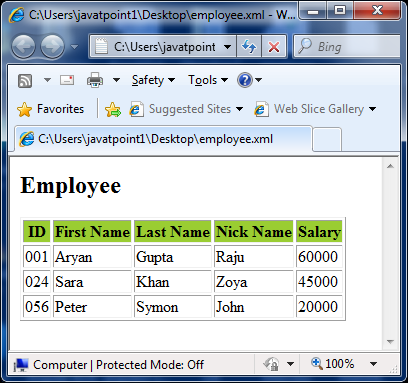 C:\Users\javatpoint1\Desktop\employee.xml - W...
C:\Users\javatpoint
Bing
Safety Tools
Favorites Suggested Sites Web Slice Gallery
C:\Users\javatpoint1\Desktop\employee.xml
Employee
ID First Name Last Name Nick Name Salary
001 Aryan Gupta Raju 60000
024 Sara Khan Zoya 45000
056 Peter Symon John 20000
Computer | Protected Mode: Off 100%